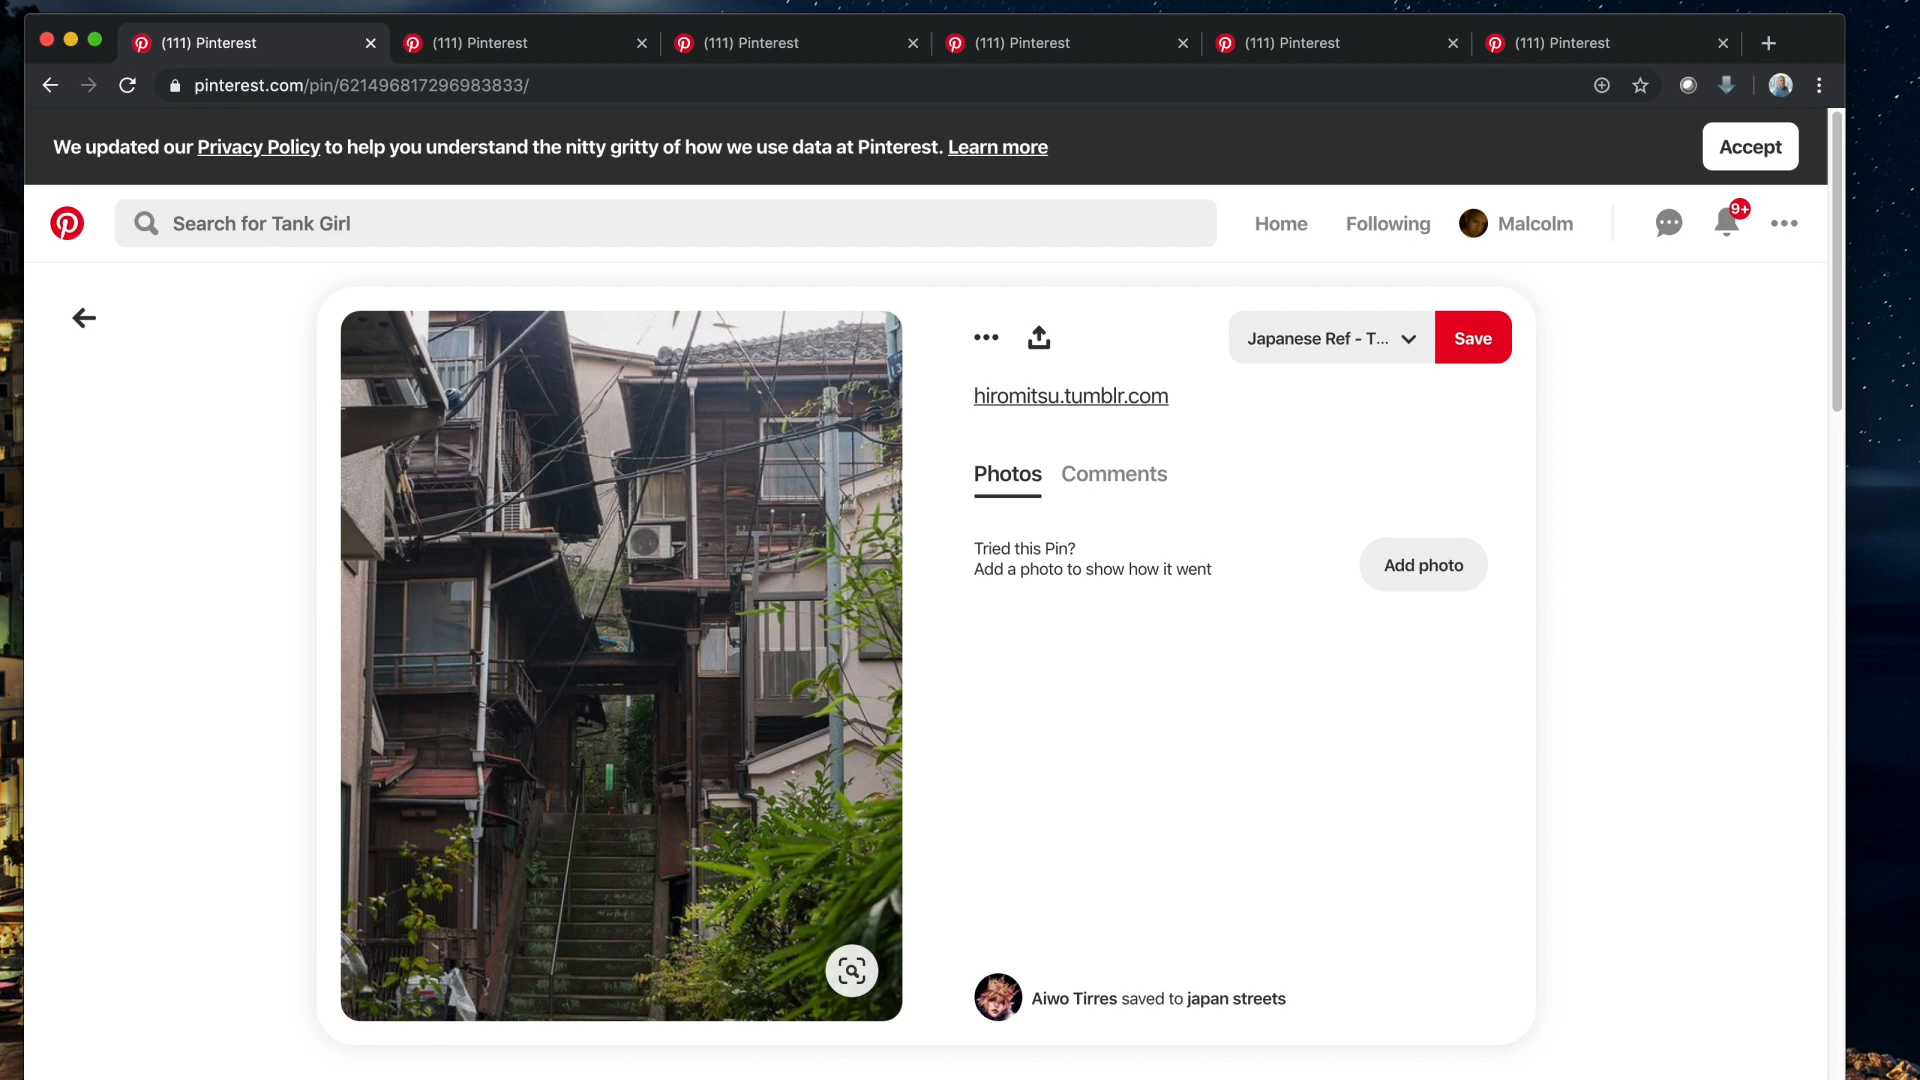 (111) Pinterest
(111) Pinterest
(111) Pinterest
(111) Pinterest
(111) Pinterest
(111) Pinterest
pinterest.com/pin/621496817296983833/
We updated our Privacy Policy to help you understand the nitty gritty of how we use data at Pinterest. Learn more
Accept
Search for Tank Girl
Home
Following
Malcolm
9+
Japanese Ref - T...
Save
hiromitsu.tumblr.com
Photos
Comments
Tried this Pin?
Add a photo to show how it went
Add photo
Aiwo Tirres saved to japan streets